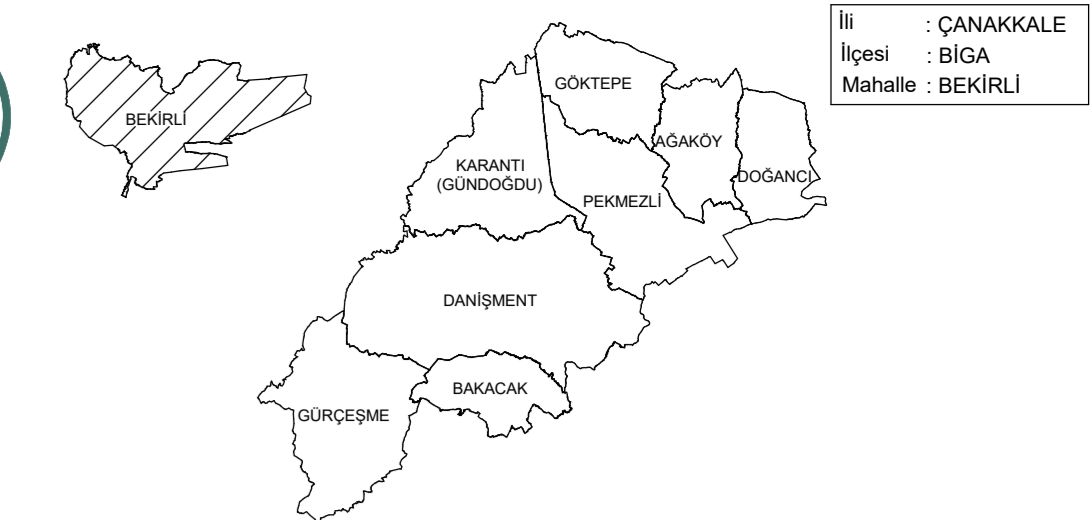 İli : ÇANAKKALE
İlçesi : BİGA
Mahalle : BEKİRLİ
GÖKTEPE
BEKİRLİ
AĞAKÖY
KARANTI
(GÜNDOĞDU)
DOĞANCI
PEKMEZLİ
DANİŞMENT
BAKACAK
GÜRÇEŞME